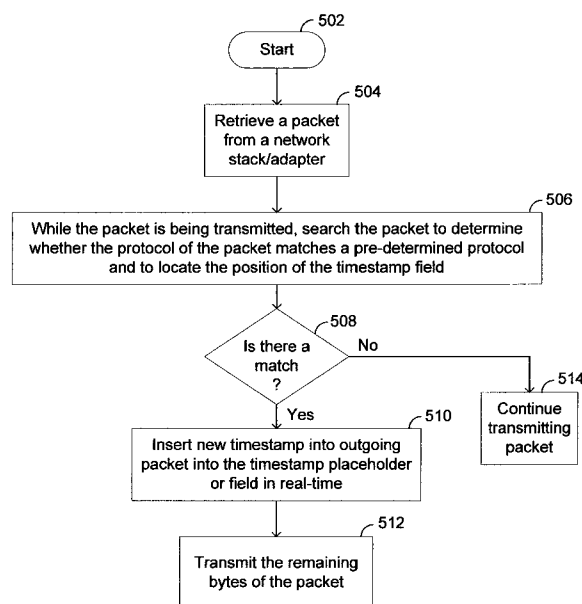 502
Start
504
Retrieve a packet
from a network
stack/adapter
506
While the packet is being transmitted, search the packet to determine
whether the protocol of the packet matches a pre-determined protocol
and to locate the position of the timestamp field
508
Is there a
match
?
No
514
Continue
transmitting
packet
Yes
510
Insert new timestamp into outgoing
packet into the timestamp placeholder
or field in real-time
512
Transmit the remaining
bytes of the packet